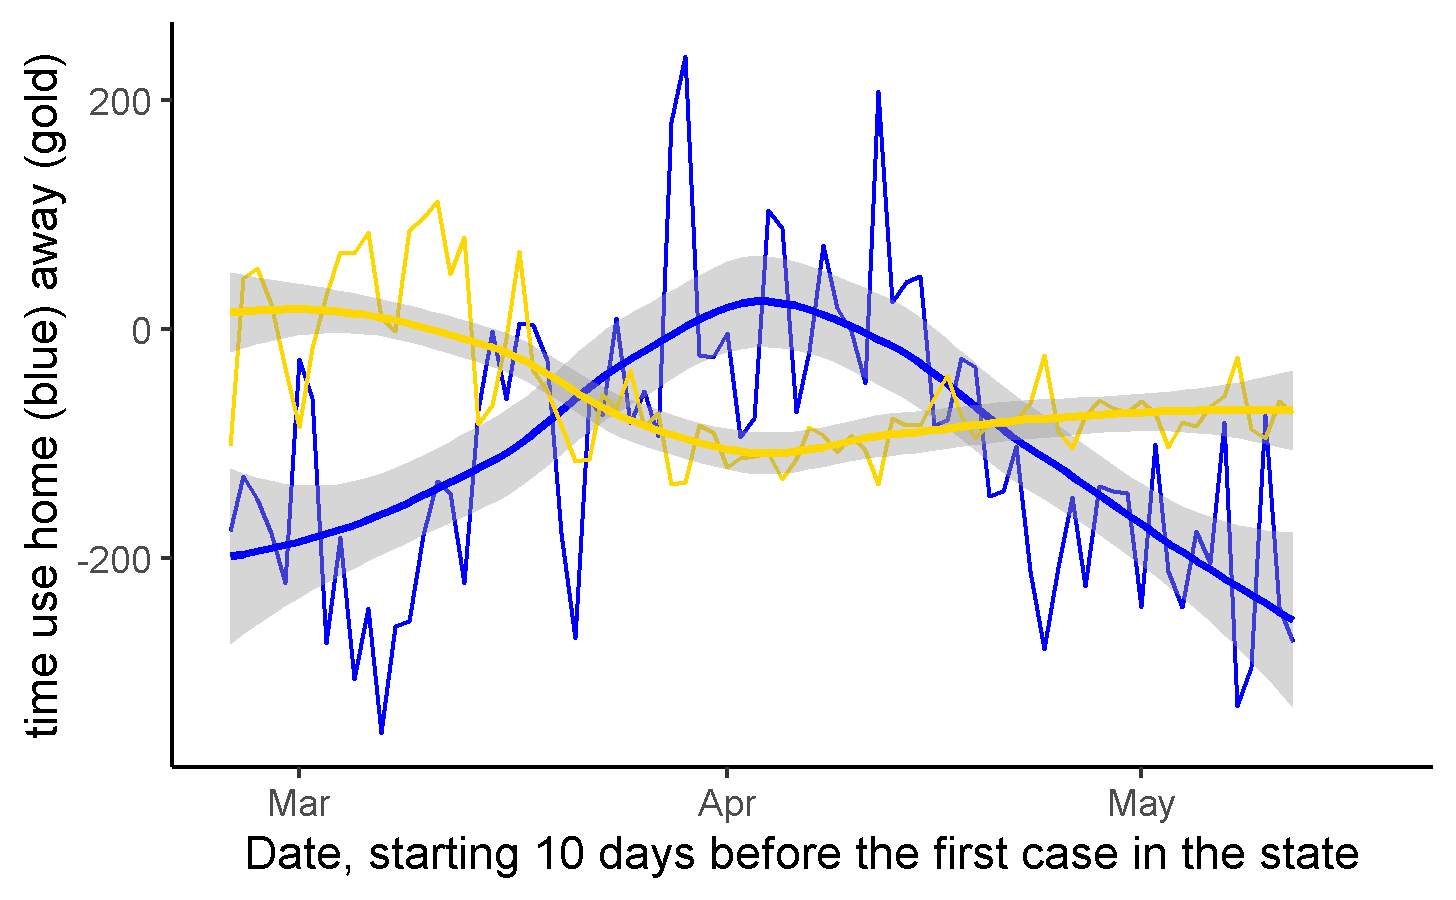 time use home (blue) away (gold)
200
0
-200
Mar
Apr
May
Date, starting 10 days before the first case in the state